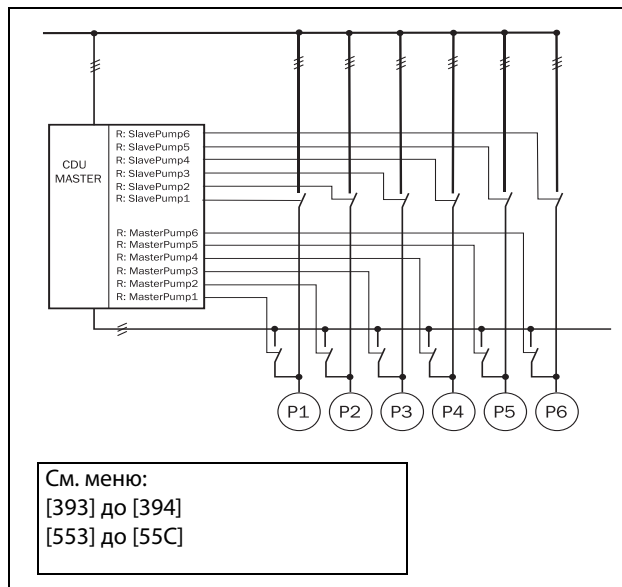 R: SlavePump6
R: SlavePump5
R: SlavePump4
R: SlavePump3
R: SlavePump2
R: SlavePump1
CDU
MASTER
R: MasterPump6
R: MasterPump5
R: MasterPump4
R: MasterPump3
R: MasterPump2
R: MasterPump1
P1 P2 P3 P4 P5 P6
См. меню:
[393] до [394]
[553] до [55C]